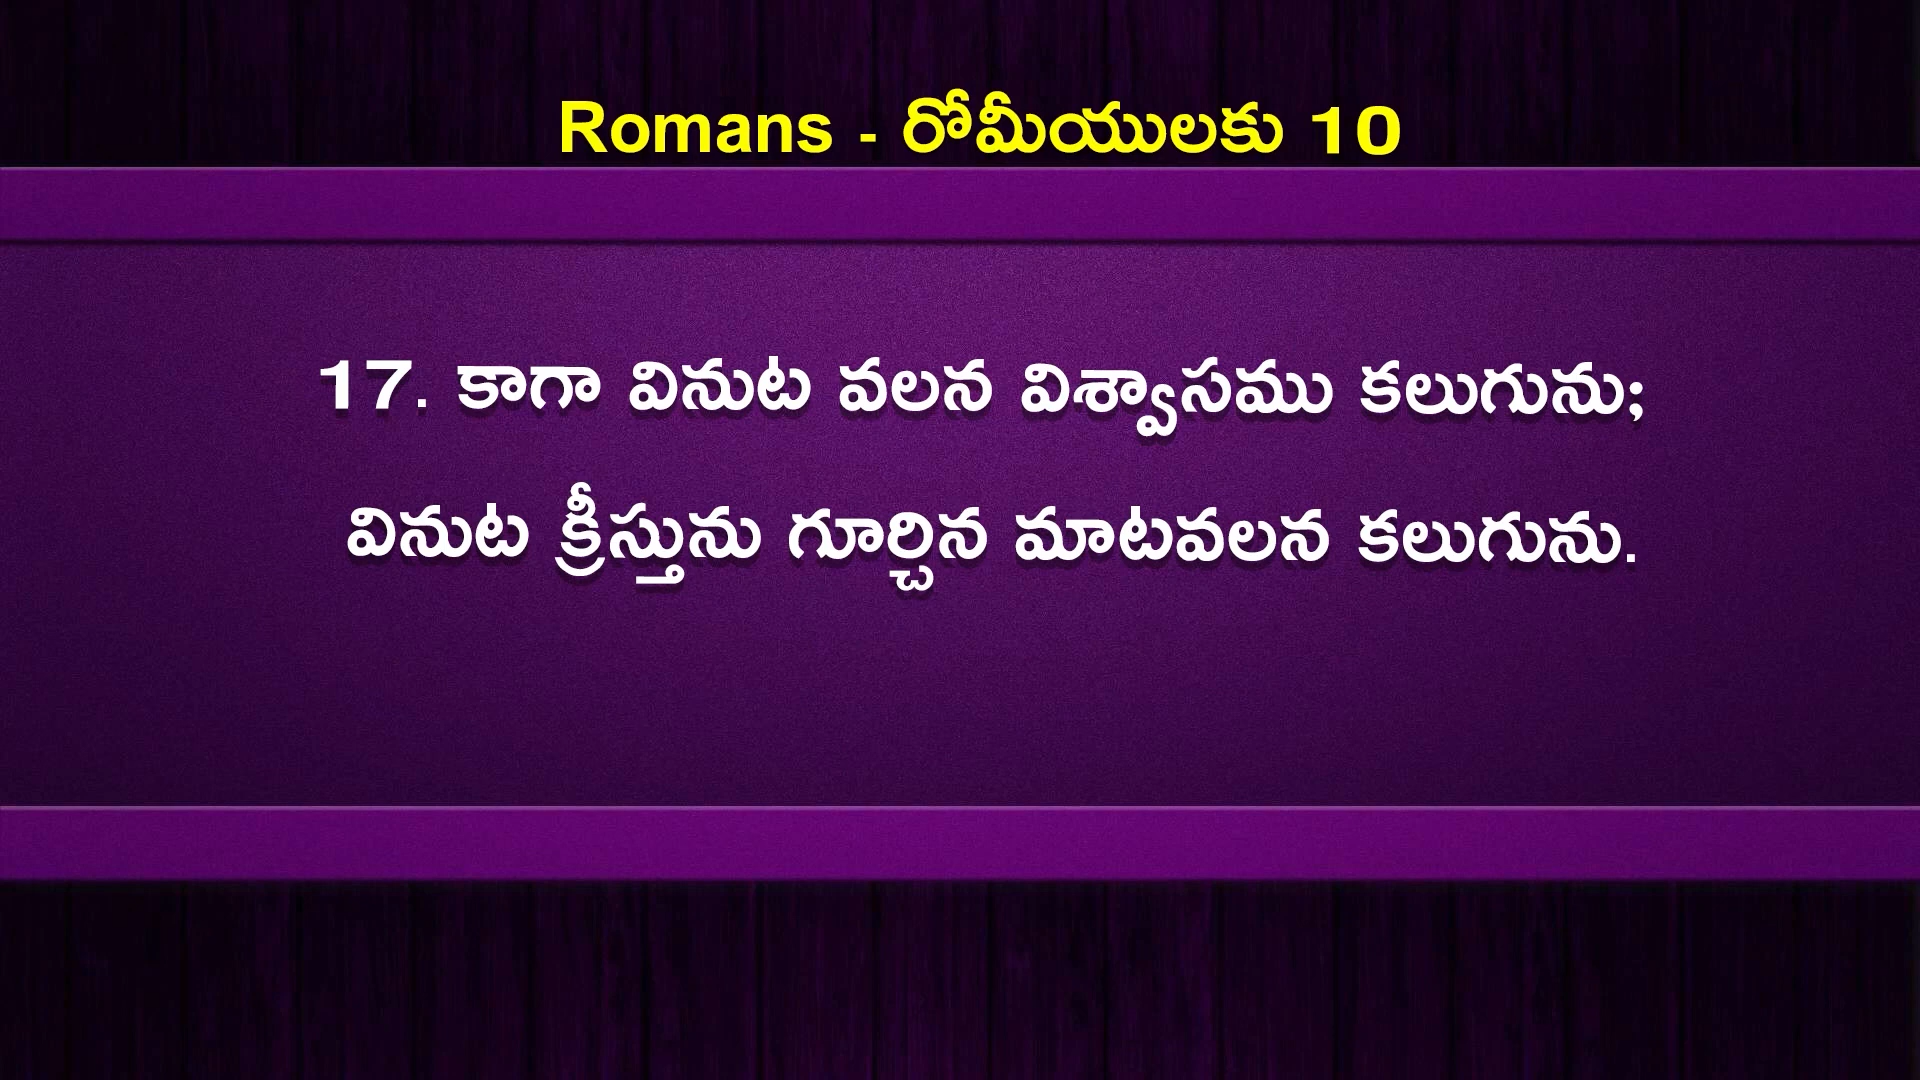 Romans - రోమీయులకు 10
17. కాగా వినుట వలన విశ్వాసము కలుగును;
వినుట క్రీస్తును గూర్చిన మాటవలన కలుగును.